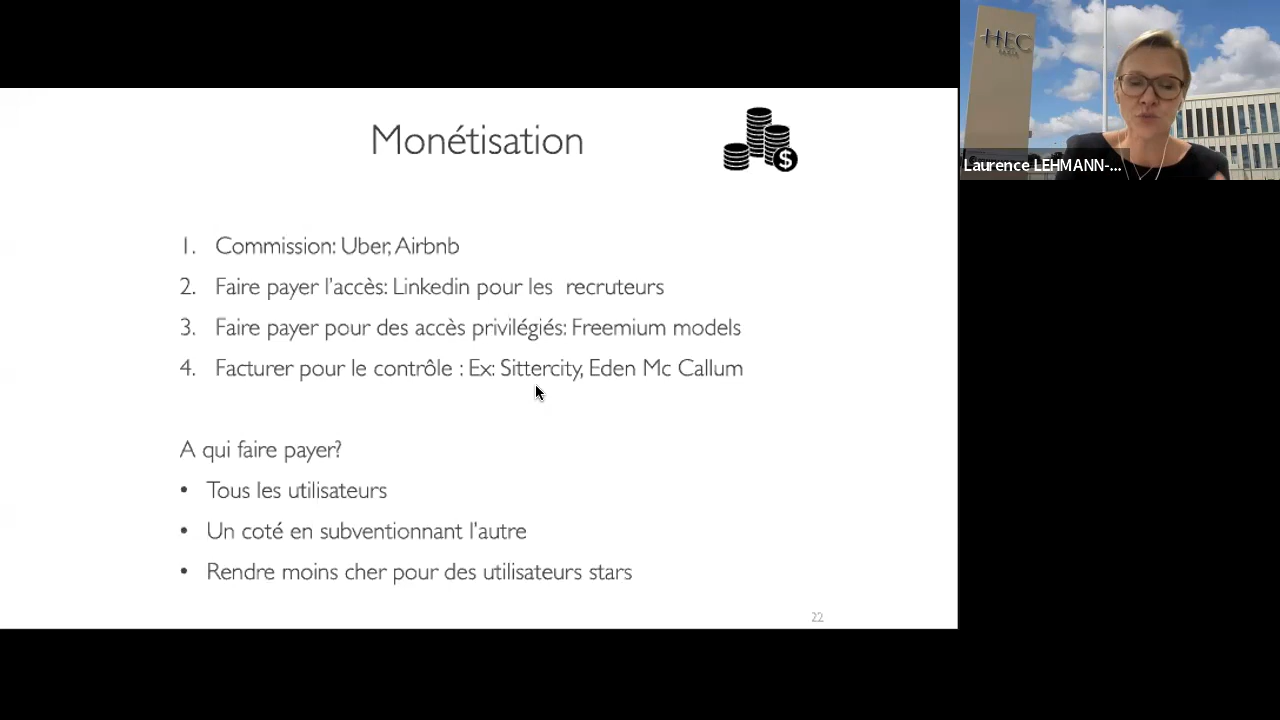 Monétisation
$
1. Commission: Uber, Airbnb
2. Faire payer l'accès: Linkedin pour les recruteurs
3. Faire payer pour des accès privilégiés: Freemium models
4. Facturer pour le contrôle : Ex: Sittercity, Eden Mc Callum
A qui faire payer?
• Tous les utilisateurs
• Un coté en subventionnant l'autre
• Rendre moins cher pour des utilisateurs stars
22
HEC
Laurence LEHMANN-...